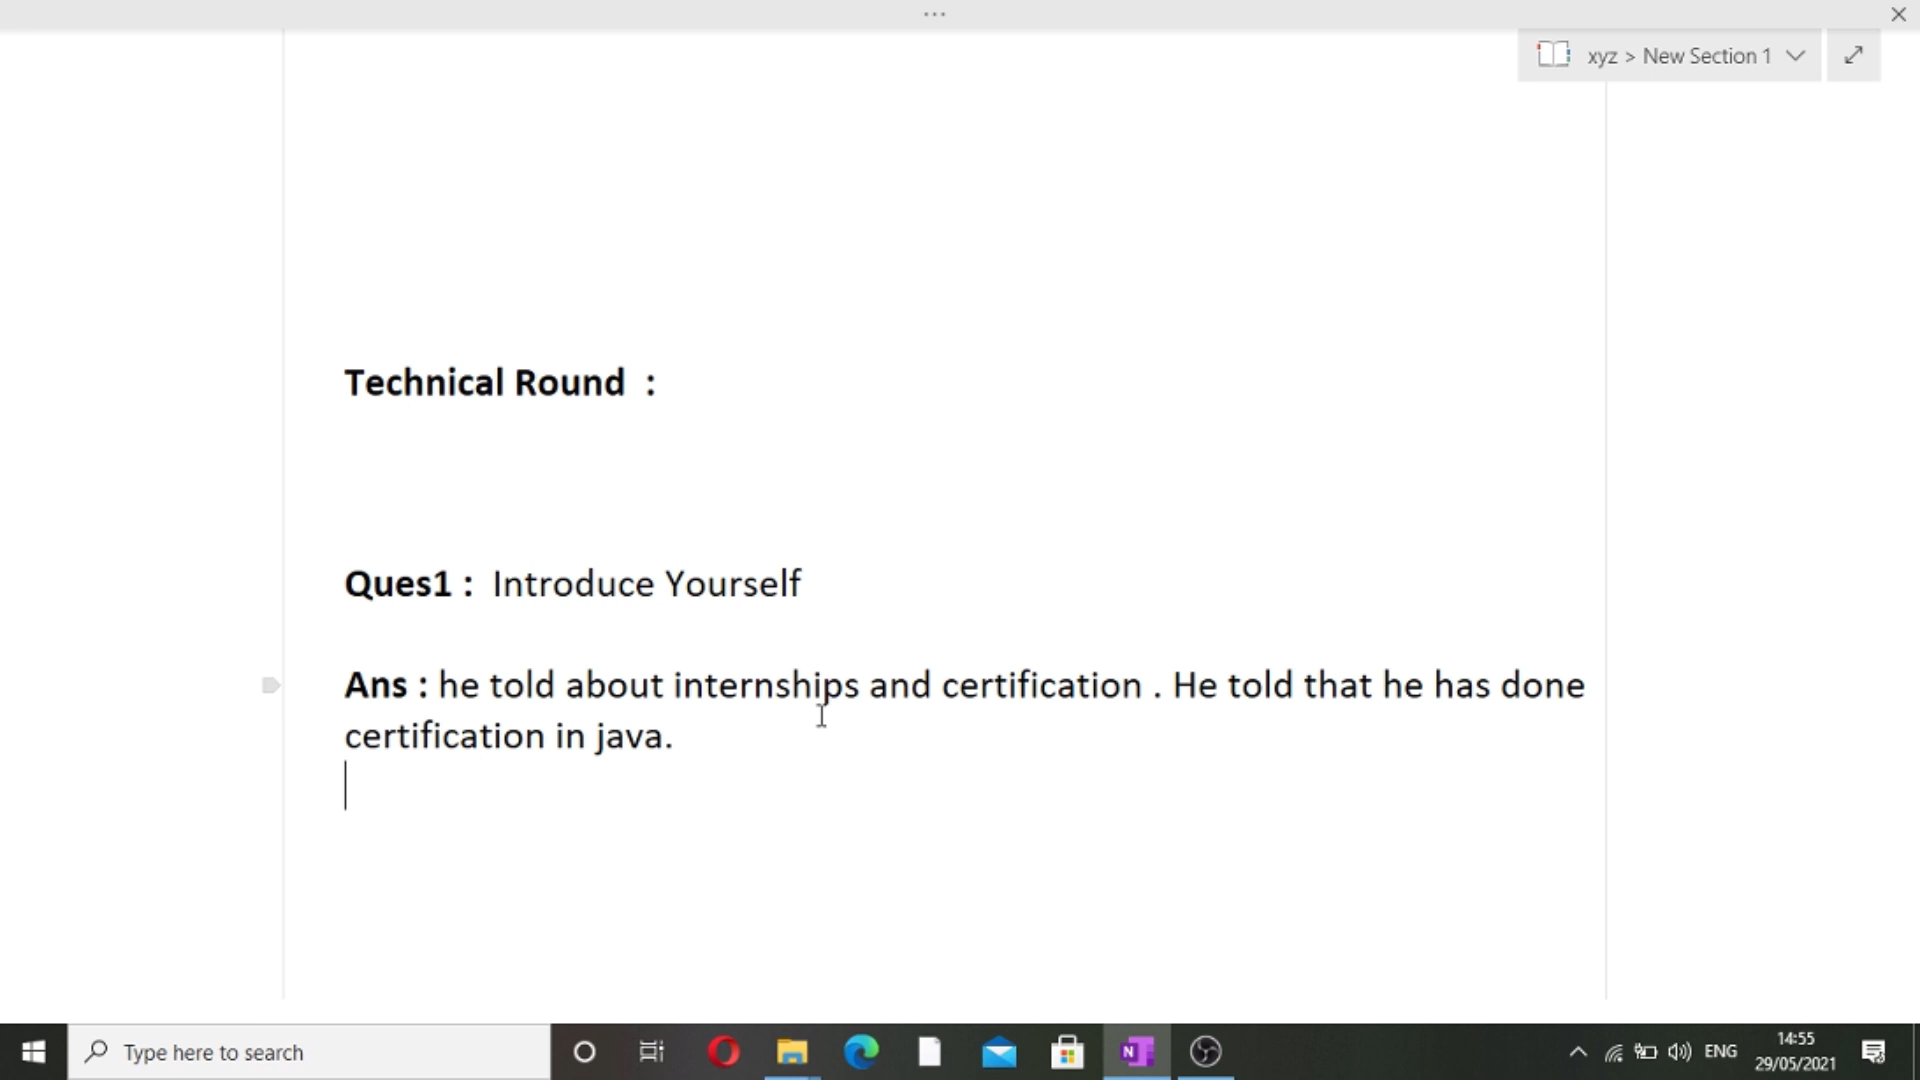 ...
xyz > New Section 1
Technical Round :
Ques1 : Introduce Yourself
Ans : he told about internships and certification . He told that he has done
certification in java.
Type here to search
N
ENG
14:55
29/05/2021